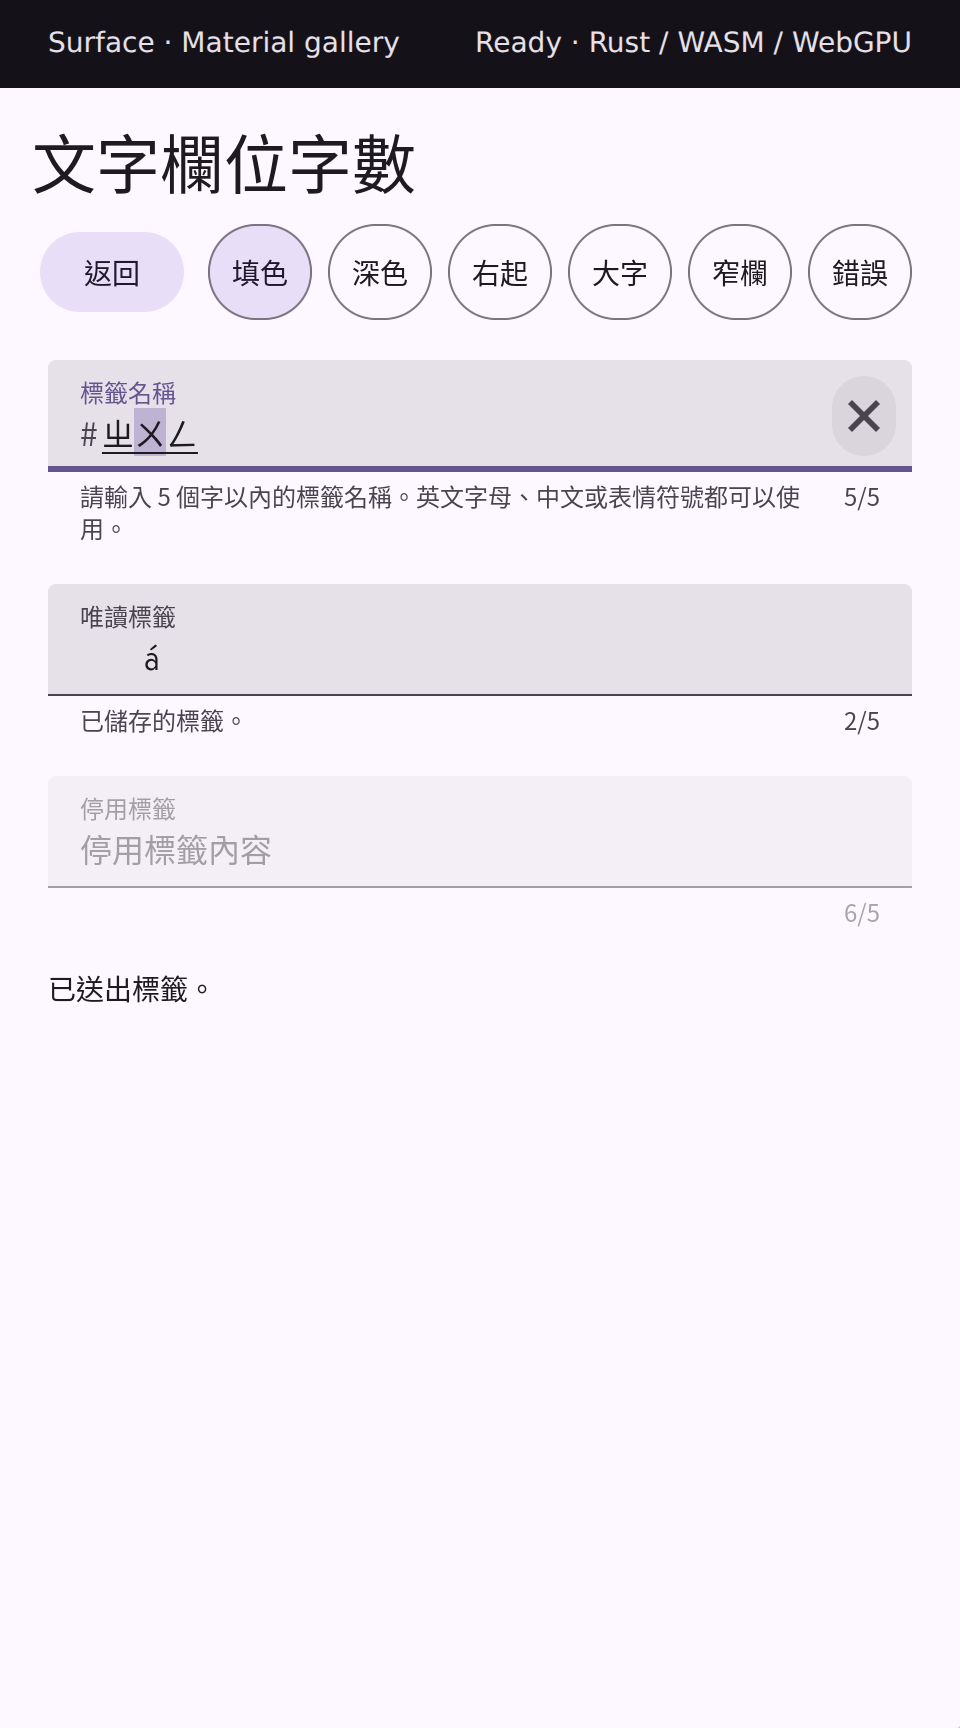 Surface · Material gallery
Ready · Rust / WASM / WebGPU
文字欄位字數
返回
填色
深色
右起
大字
窄欄
錯誤
標籤名稱
#ㄓㄨㄥ
請輸入 5 個字以內的標籤名稱。英文字母、中文或表情符號都可以使
用。
5/5
唯讀標籤
á
已儲存的標籤。
2/5
停用標籤
停用標籤內容
6/5
已送出標籤。